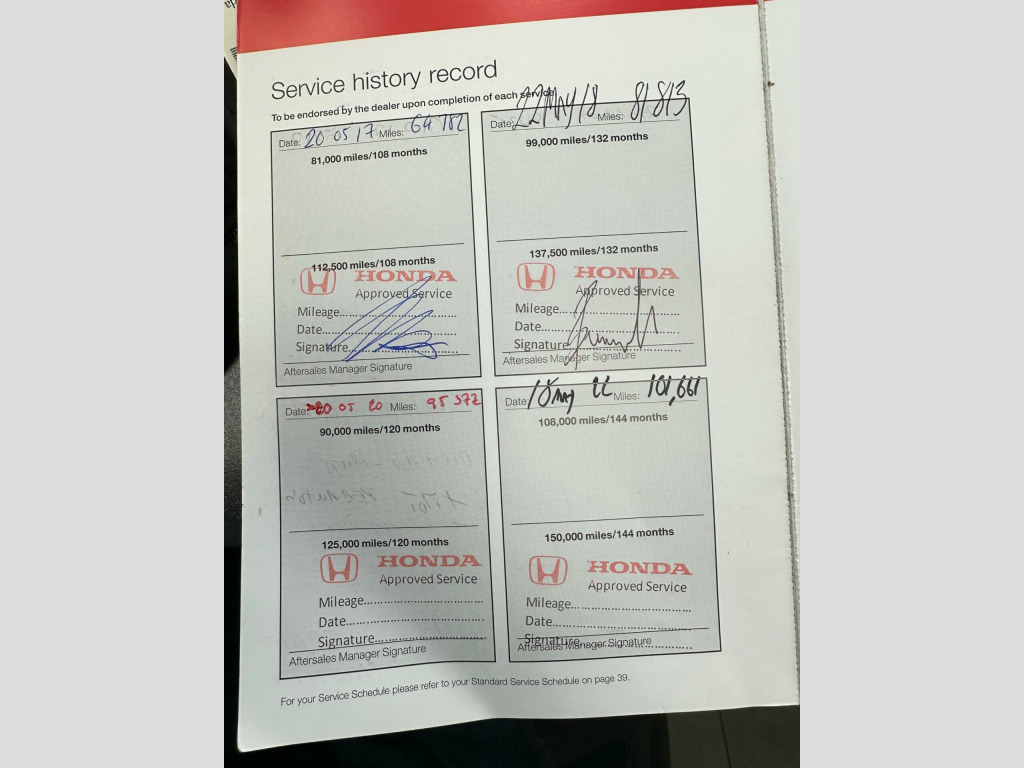 Service history record
To be endorsed by the dealer upon completion of each service
Date: 20 05 17 Miles: 64 782
81,000 miles/108 months
112,500 miles/108 months
HONDA
Approved Service
Mileage
Date
Signature
Aftersales Manager Signature
Date: 22 May 18 Miles: 81813
99,000 miles/132 months
137,500 miles/132 months
HONDA
Approved Service
Mileage
Date
Signature
Aftersales Manager Signature
Date: 20 05 20 Miles: 95 572
90,000 miles/120 months
125,000 miles/120 months
HONDA
Approved Service
Mileage
Date
Signature
Aftersales Manager Signature
Date: 18 May 22 Miles: 101,661
108,000 miles/144 months
150,000 miles/144 months
HONDA
Approved Service
Mileage
Date
Signature
Aftersales Manager Signature
For your Service Schedule please refer to your Standard Service Schedule on page 39.